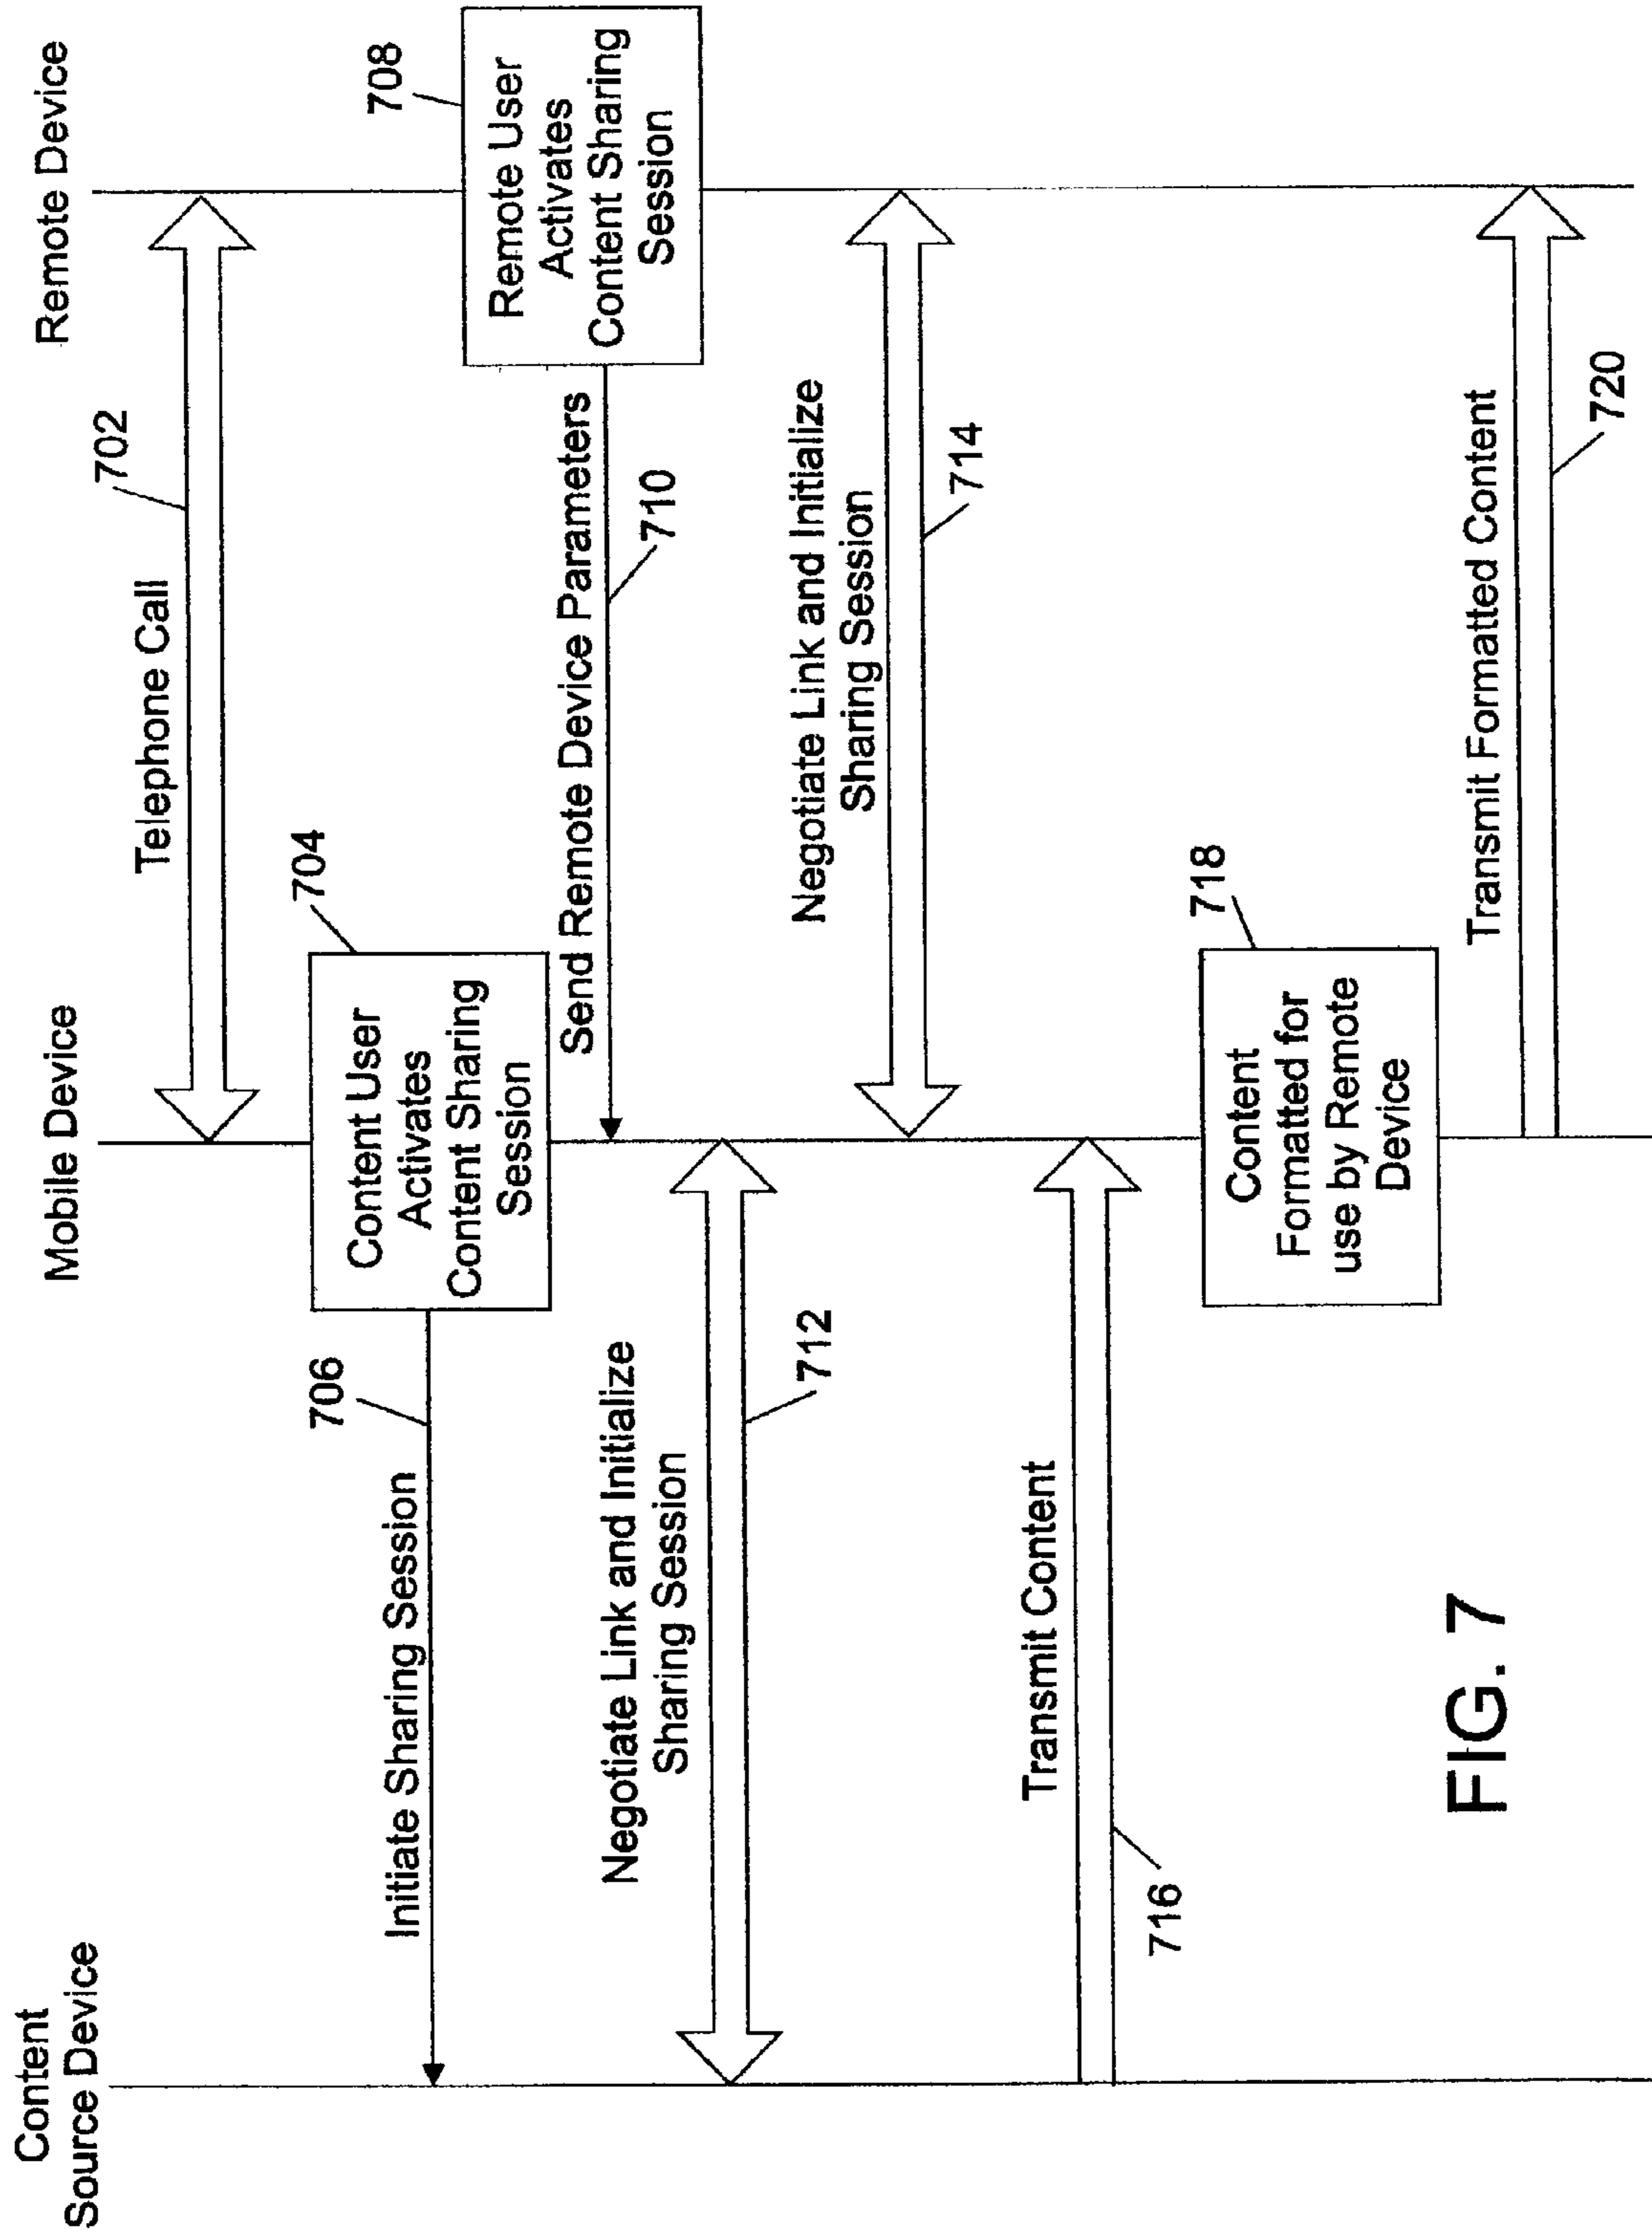 Content
Source Device
Mobile Device
Remote Device
Telephone Call
702
704
Content User
Activates
Content Sharing
Session
706
Initiate Sharing Session
708
Remote User
Activates
Content Sharing
Session
Send Remote Device Parameters
710
Negotiate Link and Initialize
Sharing Session
712
Negotiate Link and Initialize
Sharing Session
714
Transmit Content
716
718
Content
Formatted for
use by Remote
Device
Transmit Formatted Content
720
FIG. 7